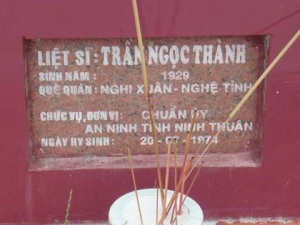 LIỆT SĨ : TRẦN NGỌC THÀNH
SINH NĂM : 1929
QUÊ QUÁN : NGHI XUÂN - NGHỆ TĨNH
CHỨC VỤ, ĐƠN VỊ : CHUẨN ÚY
AN NINH TỈNH NINH THUẬN
NGÀY HY SINH : 20 - 07 - 1974